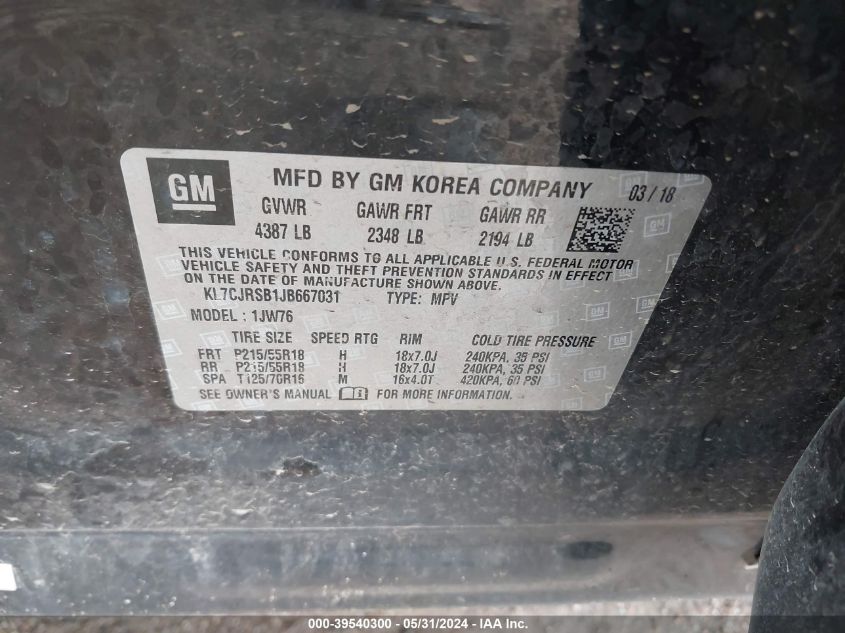 GM MFD BY GM KOREA COMPANY 03/18
GVWR GAWR FRT GAWR RR
4387 LB 2348 LB 2194 LB
THIS VEHICLE CONFORMS TO ALL APPLICABLE U.S. FEDERAL MOTOR
VEHICLE SAFETY AND THEFT PREVENTION STANDARDS IN EFFECT
ON THE DATE OF MANUFACTURE SHOWN ABOVE.
KL7CJRSB1JB667031 TYPE: MPV
MODEL : 1JW76
TIRE SIZE SPEED RTG RIM COLD TIRE PRESSURE
FRT P215/55R18 H 18x7.0J 240KPA, 35 PSI
RR P215/55R18 H 18x7.0J 240KPA, 35 PSI
SPA T125/70R16 M 16x4.0T 420KPA, 60 PSI
SEE OWNER'S MANUAL FOR MORE INFORMATION.
000-39540300 - 05/31/2024 - IAA Inc.